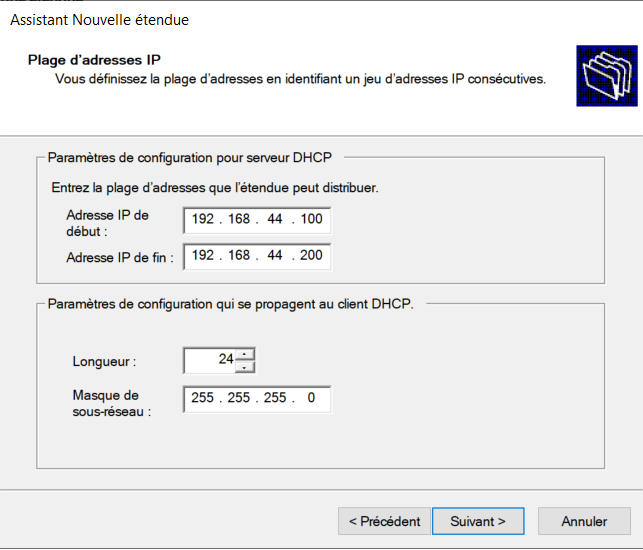 Assistant Nouvelle étendue
Plage d'adresses IP
Vous définissez la plage d'adresses en identifiant un jeu d'adresses IP consécutives.
Paramètres de configuration pour serveur DHCP
Entrez la plage d'adresses que l'étendue peut distribuer.
Adresse IP de
début :
192 . 168 . 44 . 100
Adresse IP de fin :
192 . 168 . 44 . 200
Paramètres de configuration qui se propagent au client DHCP.
Longueur :
24
Masque de
sous-réseau :
255 . 255 . 255 . 0
< Précédent
Suivant >
Annuler